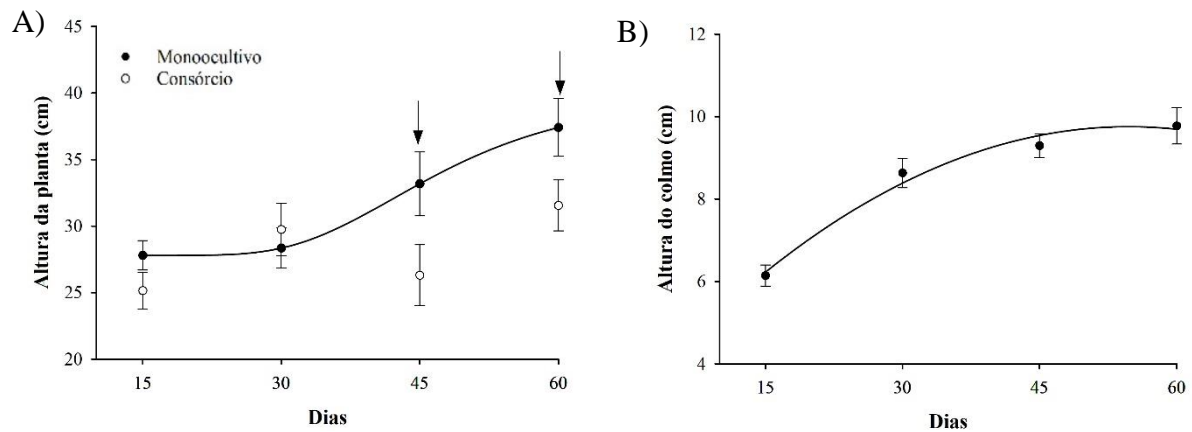 A)
Altura da planta (cm)
45
40
35
30
25
20
Monoocultivo
Consórcio
15 30 45 60
Dias
B)
Altura do colmo (cm)
12
10
8
6
4
15 30 45 60
Dias